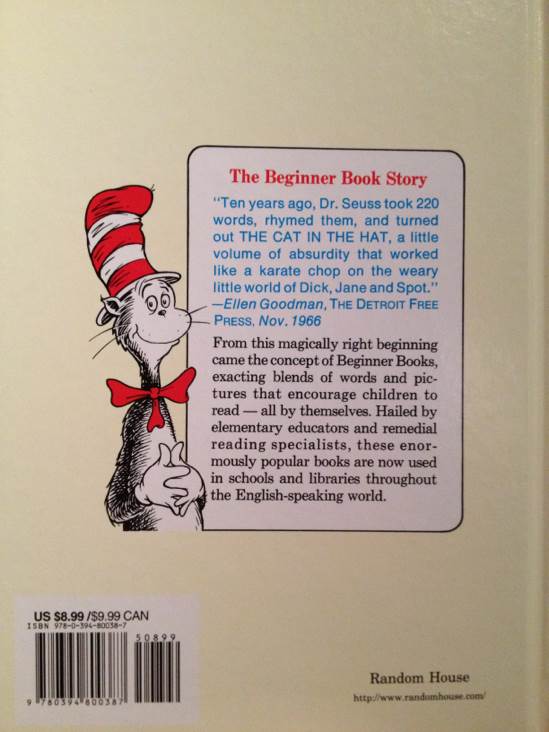 The Beginner Book Story
"Ten years ago, Dr. Seuss took 220
words, rhymed them, and turned
out THE CAT IN THE HAT, a little
volume of absurdity that worked
like a karate chop on the weary
little world of Dick, Jane and Spot."
—Ellen Goodman, THE DETROIT FREE
PRESS, Nov. 1966
From this magically right beginning
came the concept of Beginner Books,
exacting blends of words and pic-
tures that encourage children to
read — all by themselves. Hailed by
elementary educators and remedial
reading specialists, these enor-
mously popular books are now used
in schools and libraries throughout
the English-speaking world.
US $8.99/$9.99 CAN
ISBN 978-0-394-80038-7
50899
9 780394 800387
Random House
http://www.randomhouse.com/